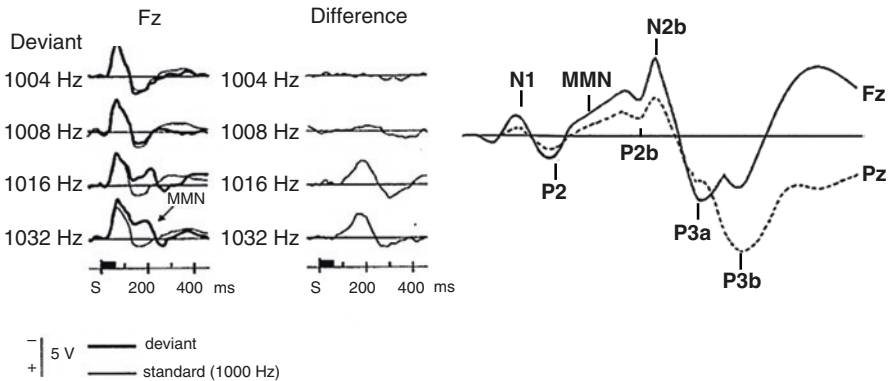 Fz
Difference
Deviant
1004 Hz
1004 Hz
1008 Hz
1008 Hz
1016 Hz
1016 Hz
MMN
1032 Hz
1032 Hz
S 200 400 ms
S 200 400 ms
− deviant
5 V
+ standard (1000 Hz)
N2b
N1
MMN
Fz
P2b
P2
Pz
P3a
P3b